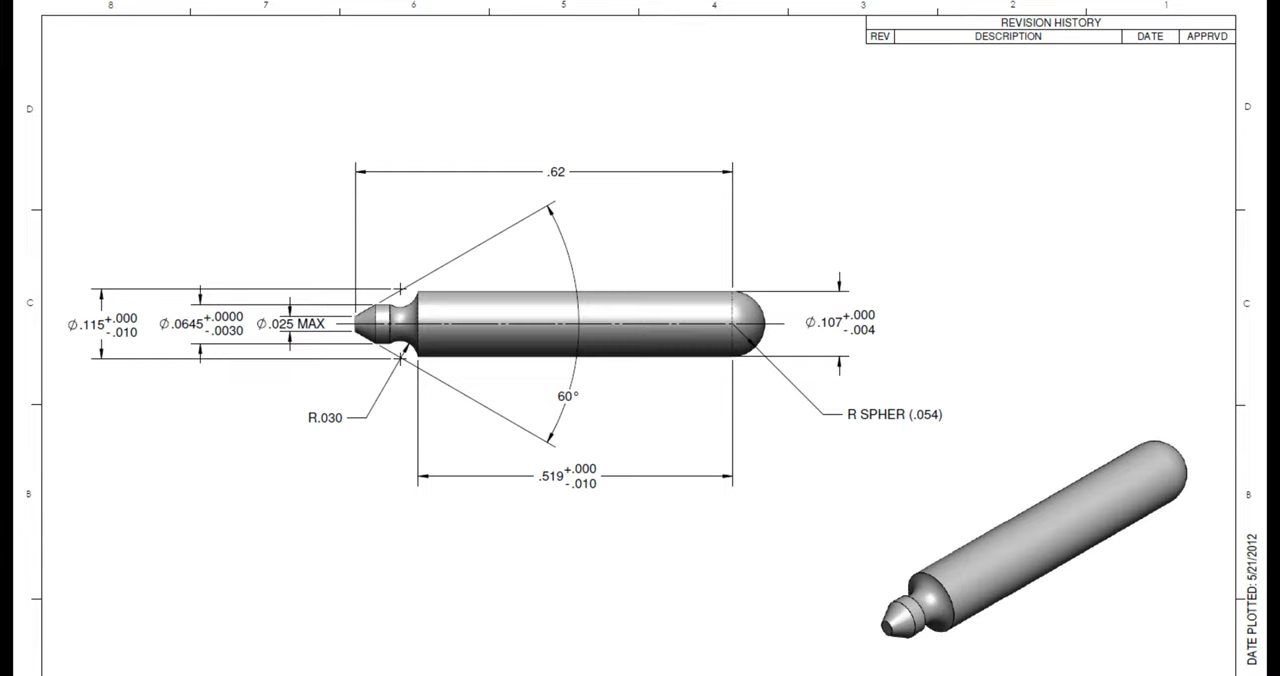 8 7 6 5 4 3 2 1
REVISION HISTORY
REV DESCRIPTION DATE APPRVD
D D
.62
C C
Ø.115 +.000 -.010
Ø.0645 +.0000 -.0030
Ø.025 MAX
Ø.107 +.000 -.004
60°
R.030
R SPHER (.054)
.519 +.000 -.010
B B
DATE PLOTTED: 5/21/2012